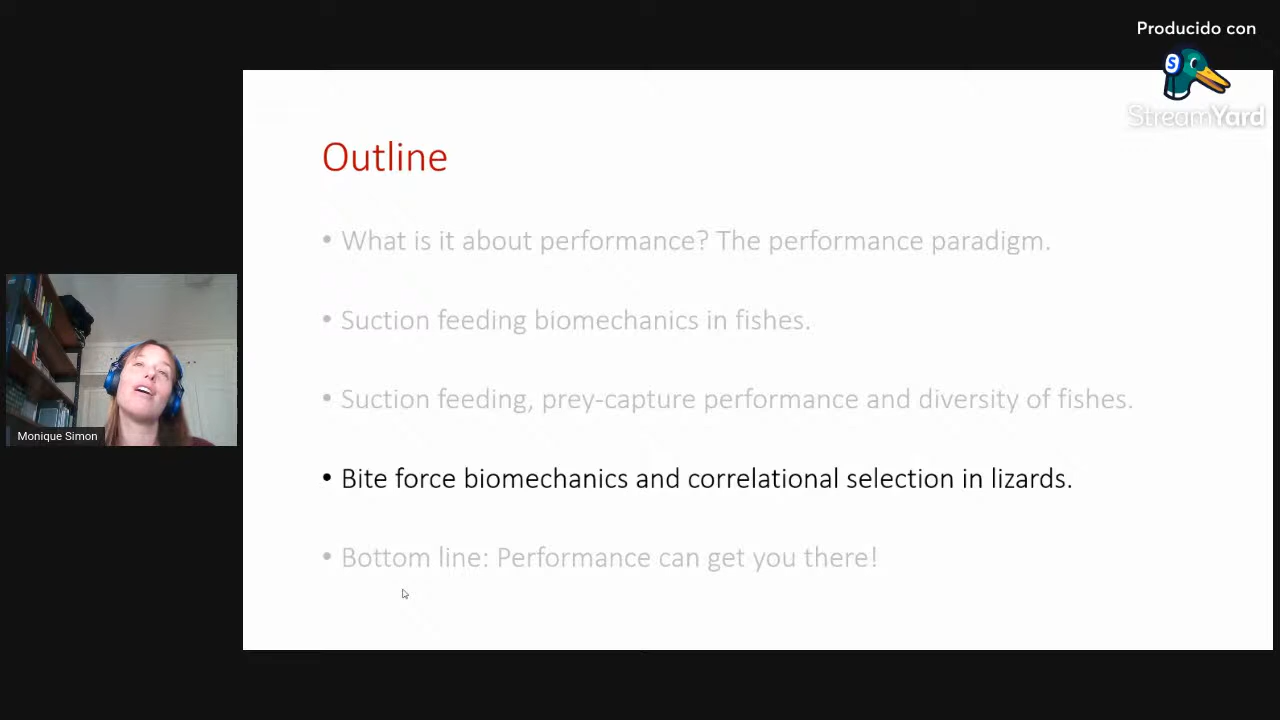 Producido con
S
StreamYard
Outline
• What is it about performance? The performance paradigm.
• Suction feeding biomechanics in fishes.
• Suction feeding, prey-capture performance and diversity of fishes.
• Bite force biomechanics and correlational selection in lizards.
• Bottom line: Performance can get you there!
Monique Simon